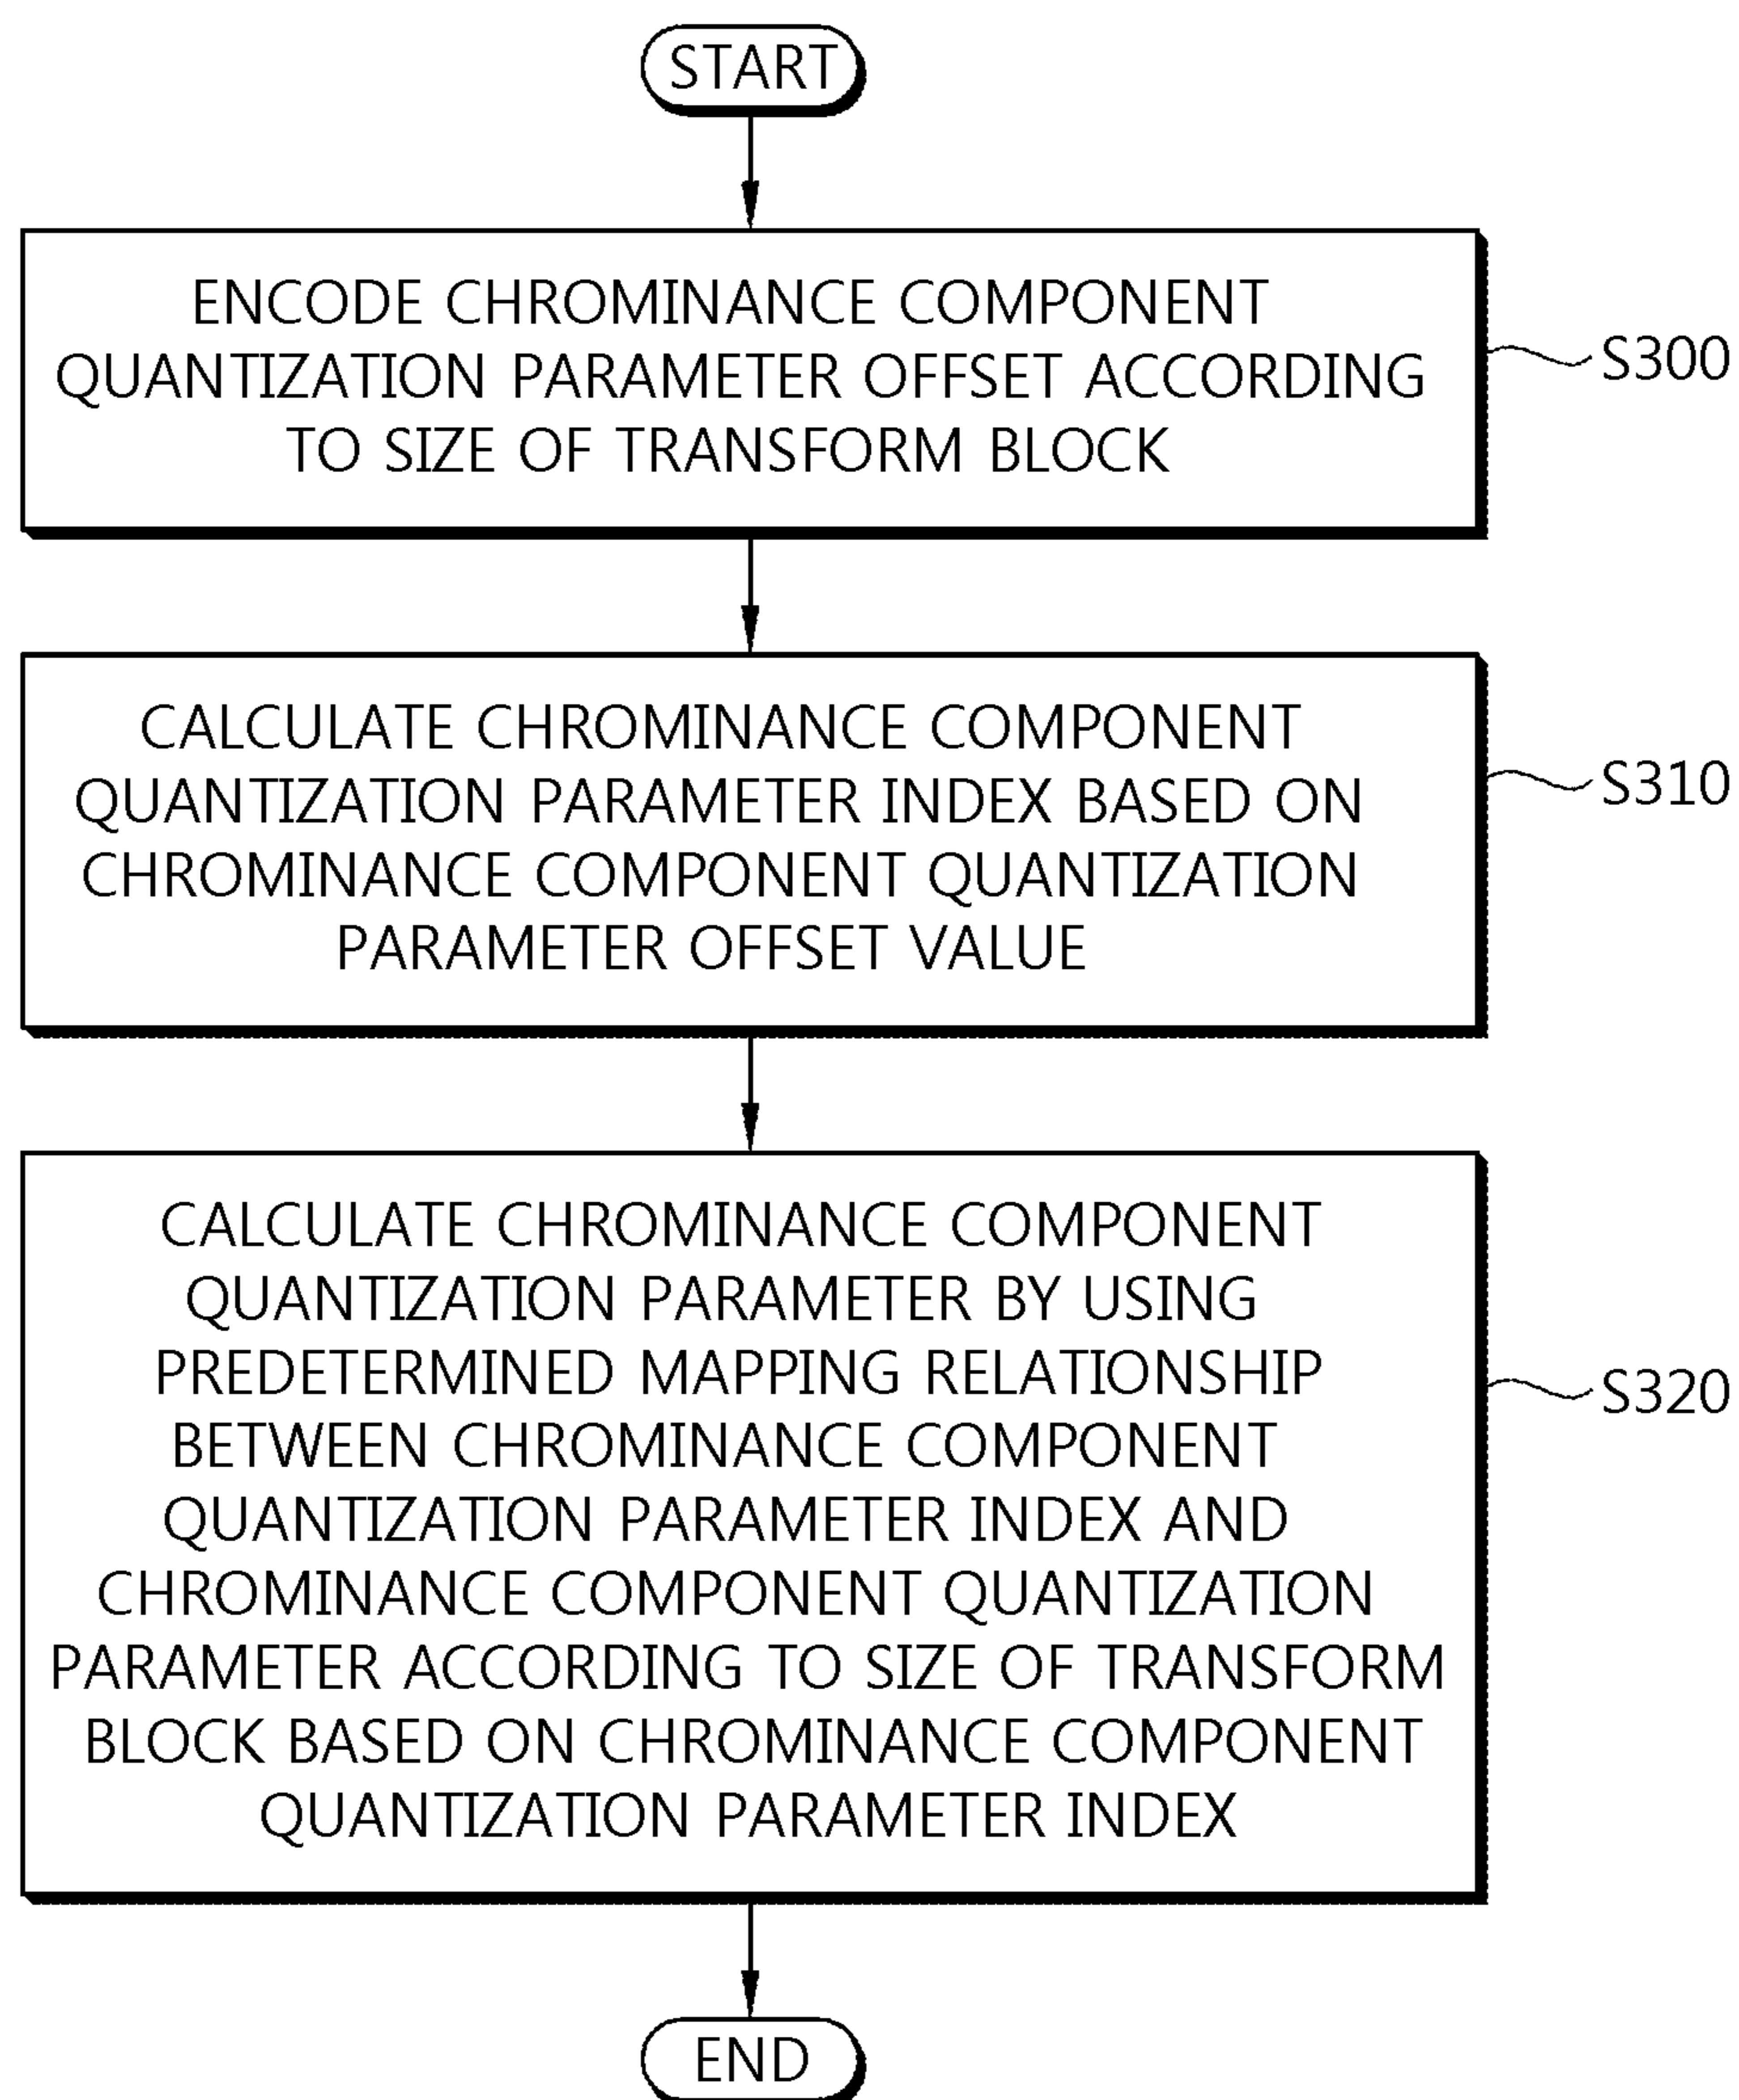 START
ENCODE CHROMINANCE COMPONENT
QUANTIZATION PARAMETER OFFSET ACCORDING
TO SIZE OF TRANSFORM BLOCK
S300
CALCULATE CHROMINANCE COMPONENT
QUANTIZATION PARAMETER INDEX BASED ON
CHROMINANCE COMPONENT QUANTIZATION
PARAMETER OFFSET VALUE
S310
CALCULATE CHROMINANCE COMPONENT
QUANTIZATION PARAMETER BY USING
PREDETERMINED MAPPING RELATIONSHIP
BETWEEN CHROMINANCE COMPONENT
QUANTIZATION PARAMETER INDEX AND
CHROMINANCE COMPONENT QUANTIZATION
PARAMETER ACCORDING TO SIZE OF TRANSFORM
BLOCK BASED ON CHROMINANCE COMPONENT
QUANTIZATION PARAMETER INDEX
S320
END